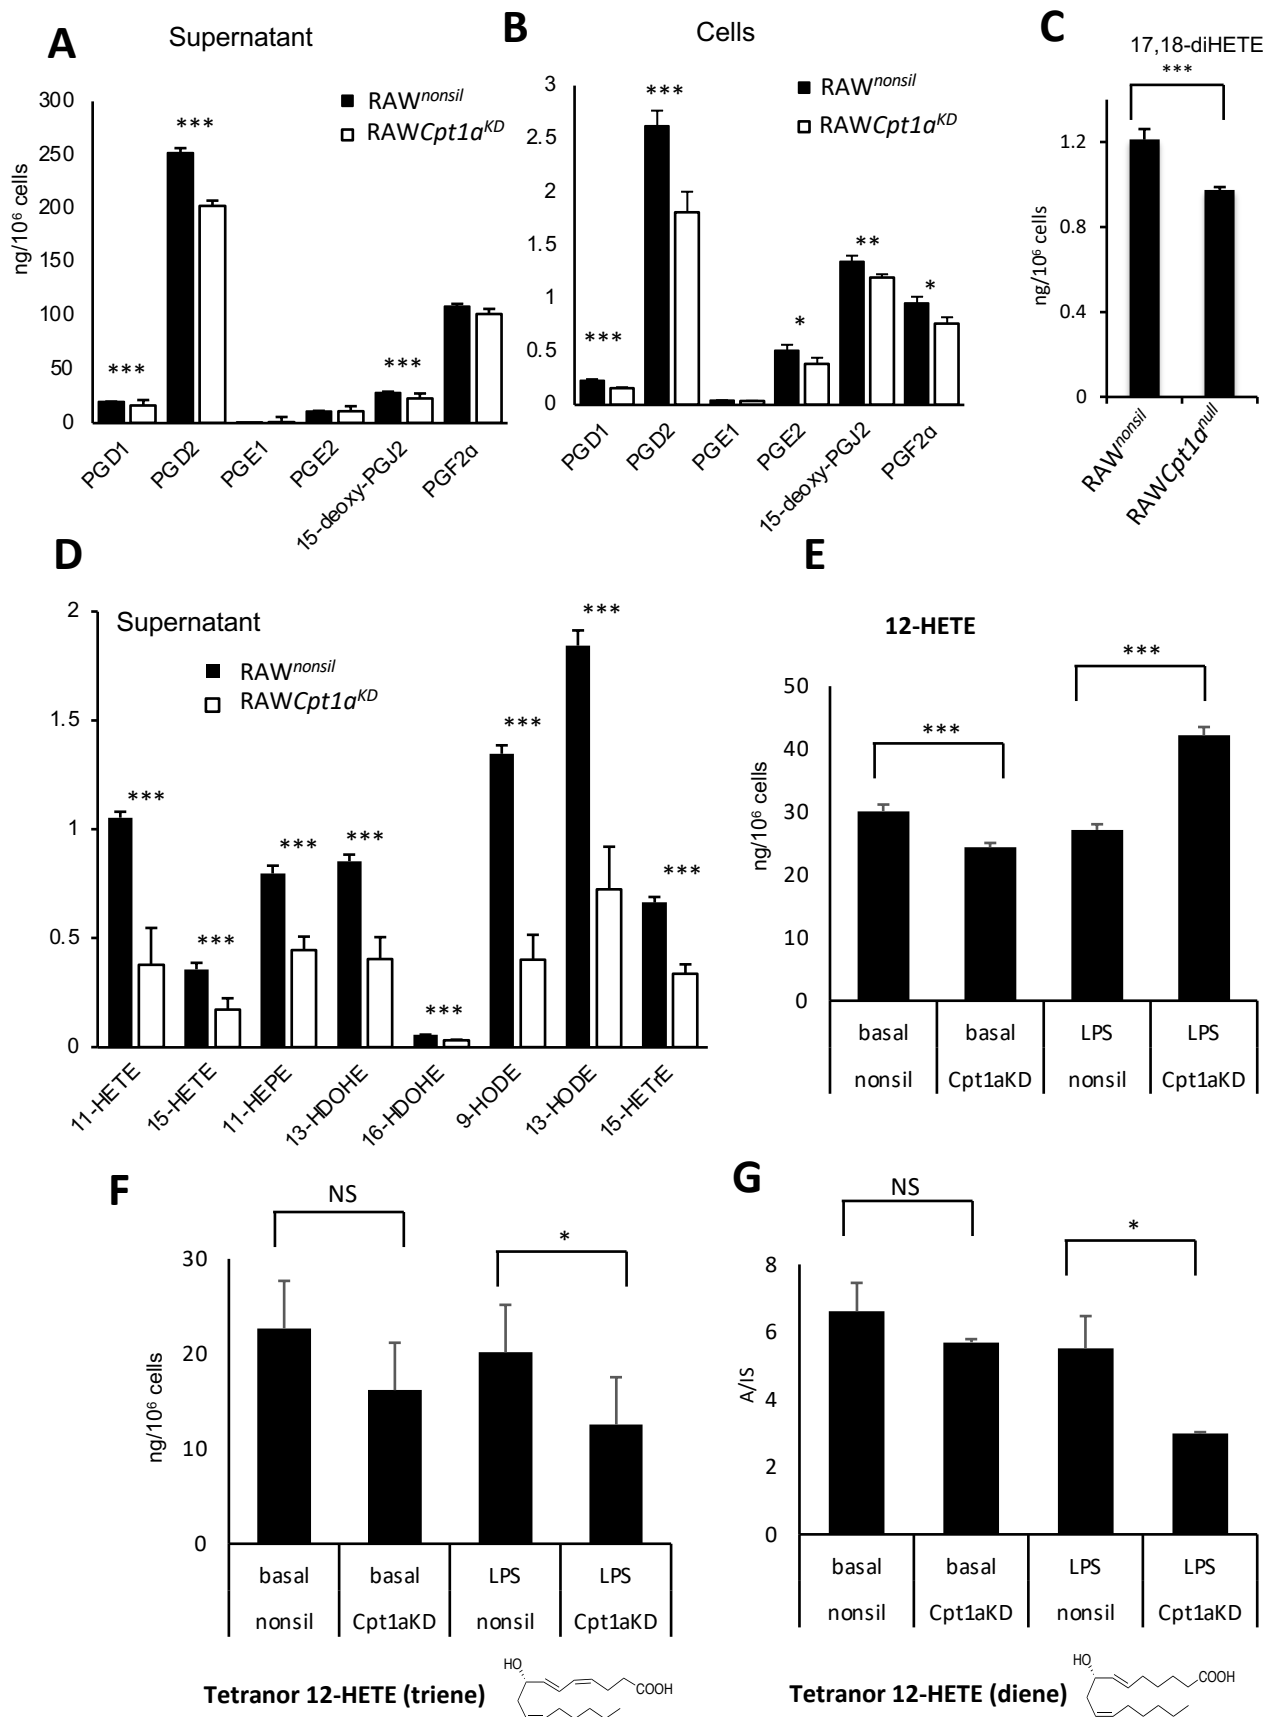 A
Supernatant
RAWnonsil
RAWCpt1aKD
ng/10⁶ cells
300
250
200
150
100
50
0
***
***
***
PGD1
PGD2
PGE1
PGE2
15-deoxy-PGJ2
PGF2α
B
Cells
RAWnonsil
RAWCpt1aKD
3
2.5
2
1.5
1
0.5
0
***
***
*
**
*
PGD1
PGD2
PGE1
PGE2
15-deoxy-PGJ2
PGF2α
C
17,18-diHETE
***
ng/10⁶ cells
1.2
0.8
0.4
0
RAWnonsil
RAWCpt1anull
D
Supernatant
RAWnonsil
RAWCpt1aKD
2
1.5
1
0.5
0
***
***
***
***
***
***
***
***
11-HETE
15-HETE
11-HEPE
13-HDOHE
16-HDOHE
9-HODE
13-HODE
15-HETrE
E
12-HETE
***
***
ng/10⁶ cells
50
40
30
20
10
0
basal basal LPS LPS
nonsil Cpt1aKD nonsil Cpt1aKD
F
NS
*
ng/10⁶ cells
30
20
10
0
basal basal LPS LPS
nonsil Cpt1aKD nonsil Cpt1aKD
Tetranor 12-HETE (triene)
HO
COOH
G
NS
*
A/IS
8
6
4
2
0
basal basal LPS LPS
nonsil Cpt1aKD nonsil Cpt1aKD
Tetranor 12-HETE (diene)
HO
COOH